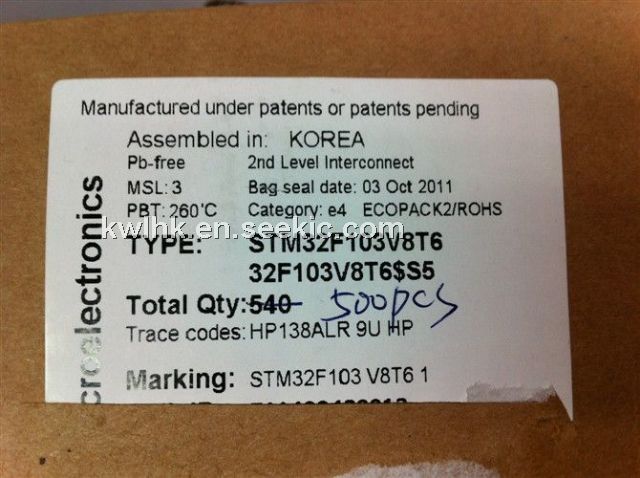 Manufactured under patents or patents pending
Assembled in: KOREA
Pb-free 2nd Level Interconnect
MSL: 3 Bag seal date: 03 Oct 2011
PBT: 260°C Category: e4 ECOPACK2/ROHS
kwlhk.en.seekic.com
TYPE: STM32F103V8T6
32F103V8T6$S5
Total Qty: 540 500pcs
Trace codes: HP138ALR 9U HP
Marking: STM32F103 V8T6 1
croelectronics